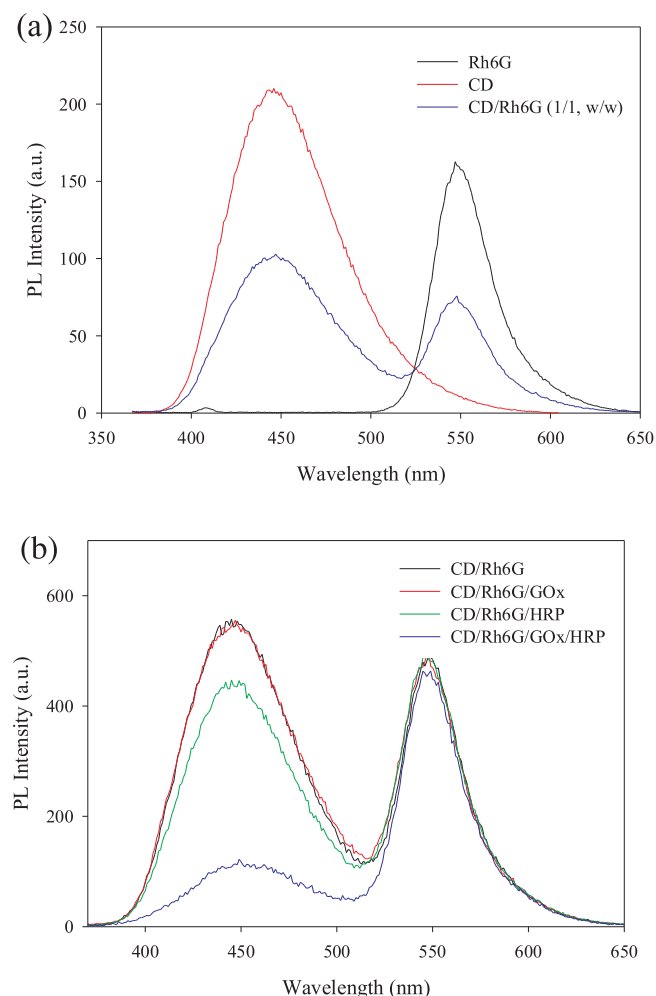 (a)
250
200
150
100
50
0
PL Intensity (a.u.)
Rh6G
CD
CD/Rh6G (1/1, w/w)
350 400 450 500 550 600 650
Wavelength (nm)
(b)
600
400
200
0
PL Intensity (a.u.)
CD/Rh6G
CD/Rh6G/GOx
CD/Rh6G/HRP
CD/Rh6G/GOx/HRP
400 450 500 550 600 650
Wavelength (nm)